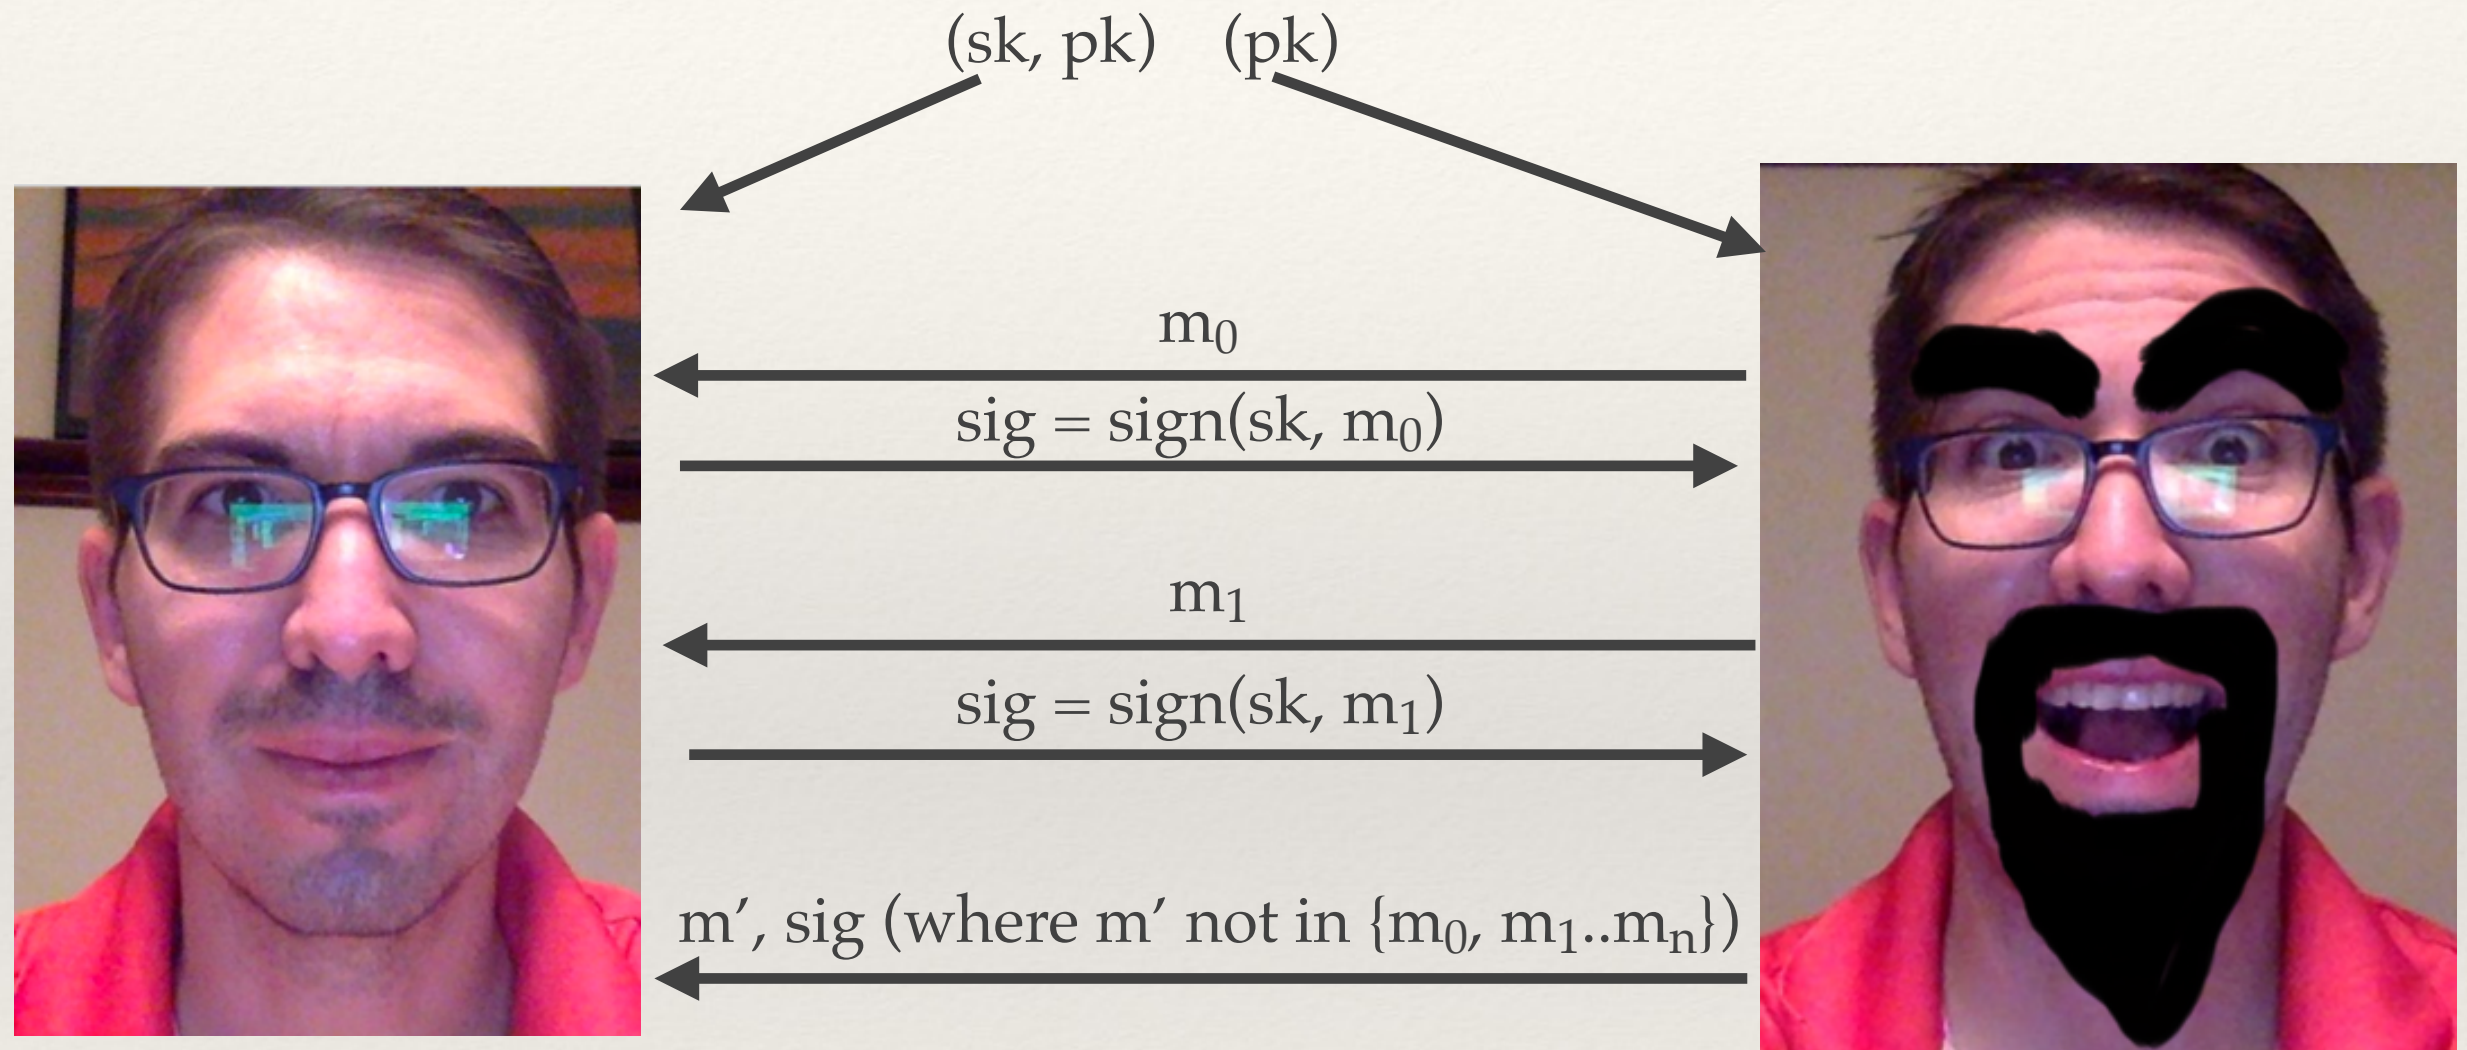 (sk, pk) (pk)
m₀
sig = sign(sk, m₀)
m₁
sig = sign(sk, m₁)
m′, sig (where m′ not in {m₀, m₁..mₙ})